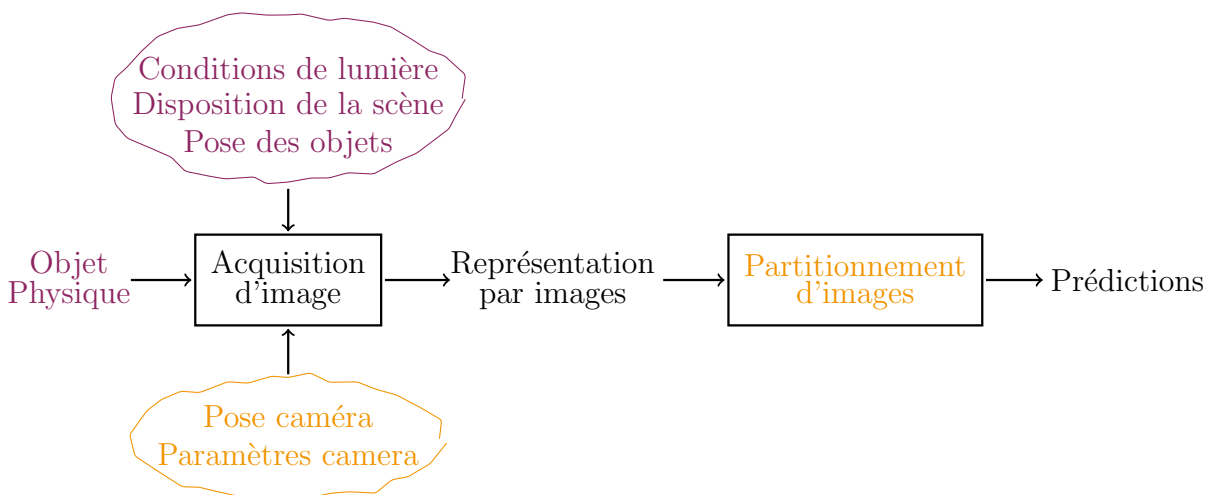 Conditions de lumière
Disposition de la scène
Pose des objets
Objet
Physique
Acquisition
d'image
Représentation
par images
Partitionnement
d'images
Prédictions
Pose caméra
Paramètres camera